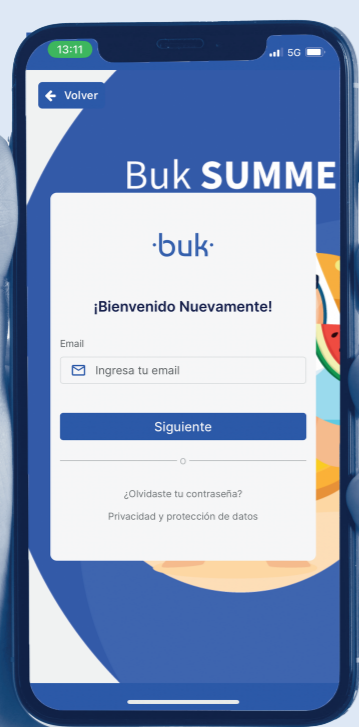 13:11
5G
Volver
Buk SUMME
·buk·
¡Bienvenido Nuevamente!
Email
Ingresa tu email
Siguiente
o
¿Olvidaste tu contraseña?
Privacidad y protección de datos